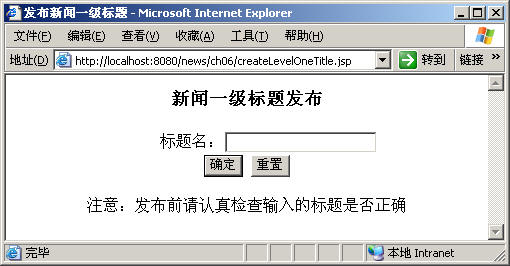 发布新闻一级标题 - Microsoft Internet Explorer
文件(F) 编辑(E) 查看(V) 收藏(A) 工具(T) 帮助(H)
地址(D) http://localhost:8080/news/ch06/createLevelOneTitle.jsp 转到 链接 »
新闻一级标题发布
标题名：
确定 重置
注意：发布前请认真检查输入的标题是否正确
完毕 本地 Intranet